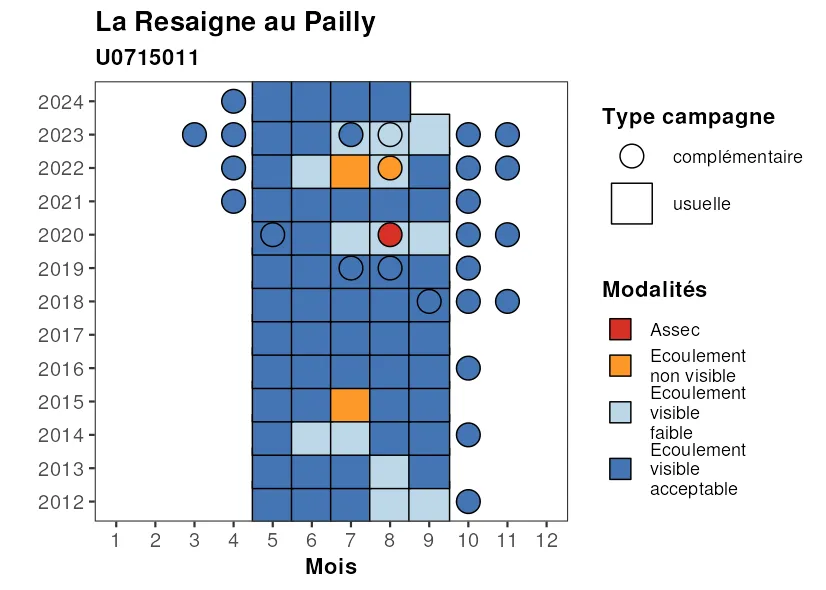 La Resaigne au Pailly
U0715011
2024
2023
2022
2021
2020
2019
2018
2017
2016
2015
2014
2013
2012
1 2 3 4 5 6 7 8 9 10 11 12
Mois
Type campagne
complémentaire
usuelle
Modalités
Assec
Ecoulement
non visible
Ecoulement
visible
faible
Ecoulement
visible
acceptable